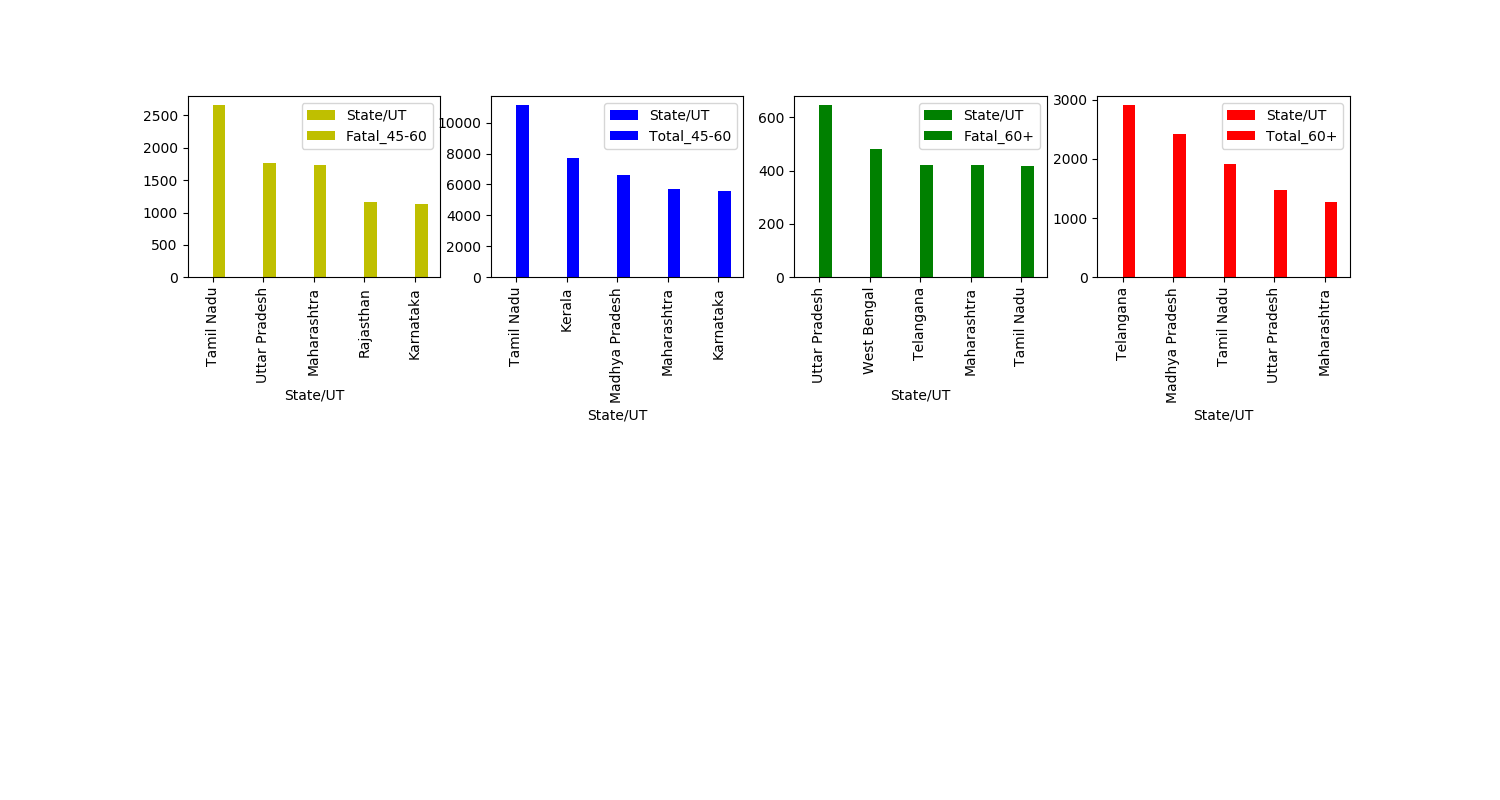 2500
2000
1500
1000
500
0
State/UT
Fatal_45-60
Tamil Nadu
Uttar Pradesh
Maharashtra
Rajasthan
Karnataka
State/UT
10000
8000
6000
4000
2000
0
State/UT
Total_45-60
Tamil Nadu
Kerala
Madhya Pradesh
Maharashtra
Karnataka
State/UT
600
400
200
0
State/UT
Fatal_60+
Uttar Pradesh
West Bengal
Telangana
Maharashtra
Tamil Nadu
State/UT
3000
2000
1000
0
State/UT
Total_60+
Telangana
Madhya Pradesh
Tamil Nadu
Uttar Pradesh
Maharashtra
State/UT